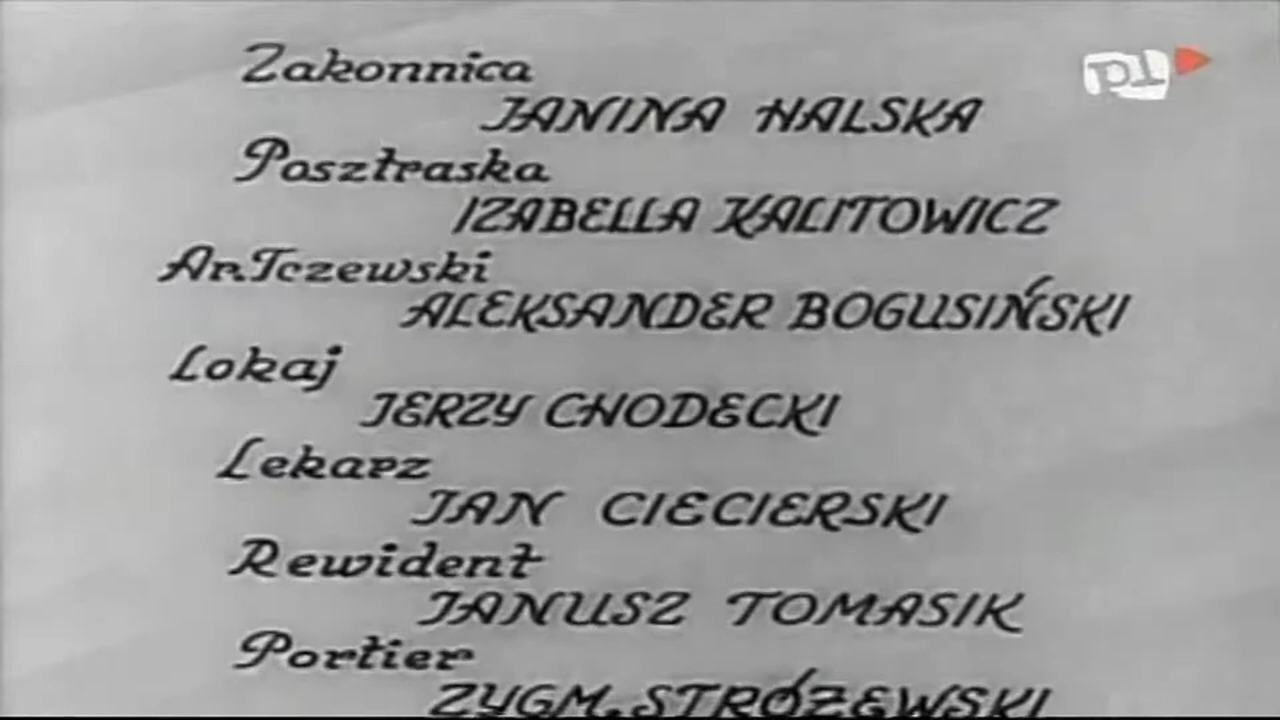 Zakonnica
JANINA HALSKA
Posztraska
IZABELLA KALITOWICZ
An.Tczewski
ALEKSANDER BOGUSIŃSKI
Lokaj
JERZY CHODECKI
Lekarz
JAN CIECIERSKI
Rewident
JANUSZ TOMASIK
Portier
ZYGM. STRÓŻEWSKI